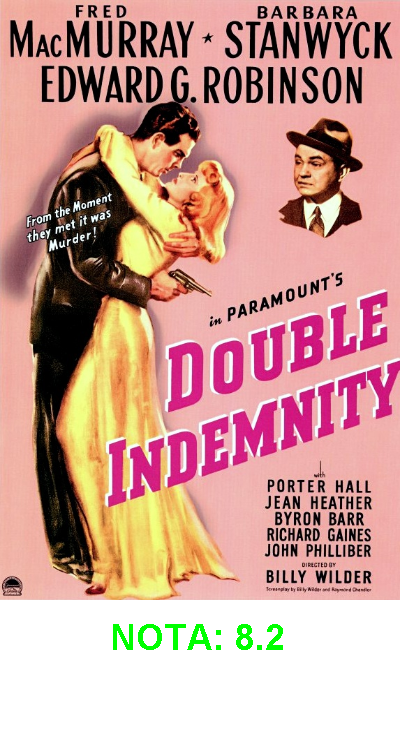 FRED BARBARA
MACMURRAY * STANWYCK
EDWARD G. ROBINSON
From the Moment
they met it was
Murder!
in PARAMOUNT'S
DOUBLE
INDEMNITY
with
PORTER HALL
JEAN HEATHER
BYRON BARR
RICHARD GAINES
JOHN PHILLIBER
DIRECTED BY
BILLY WILDER
Screenplay by Billy Wilder and Raymond Chandler
NOTA: 8.2